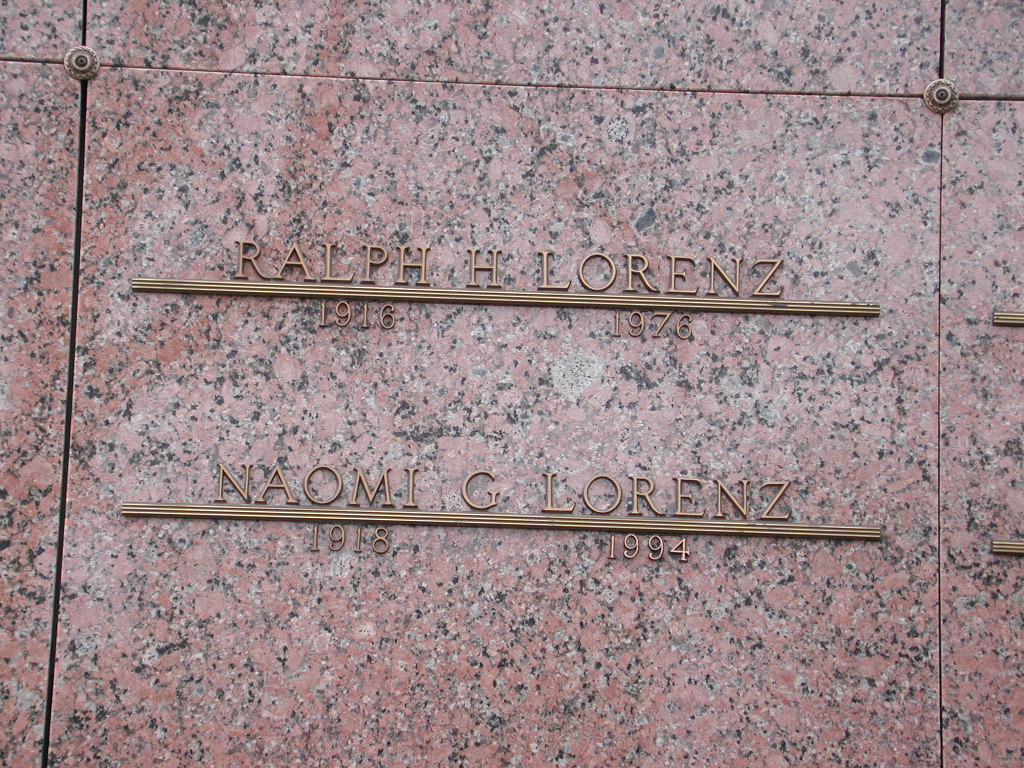 RALPH H LORENZ
1916 1976
NAOMI G LORENZ
1918 1994